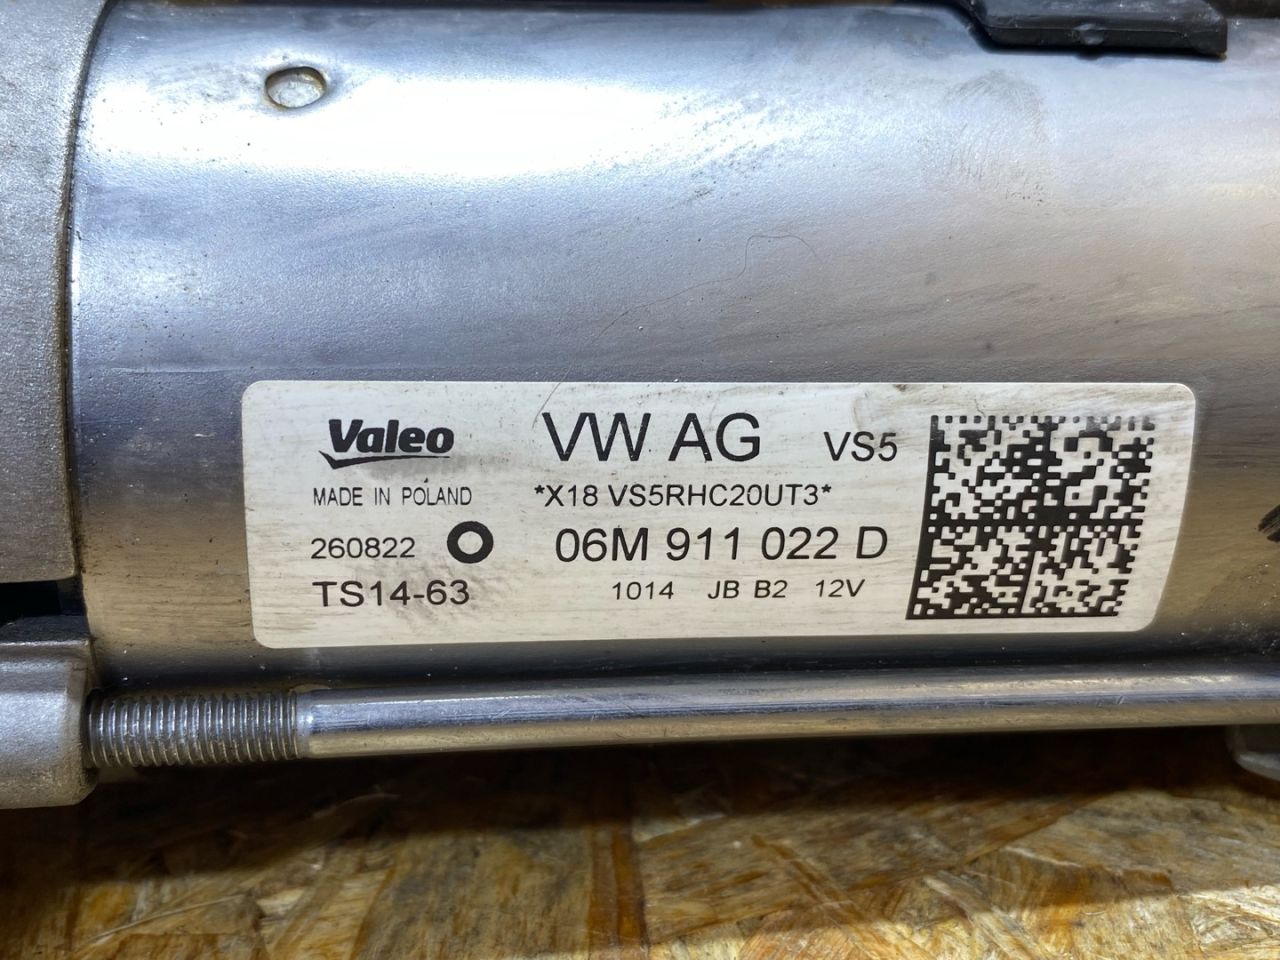 Valeo VW AG VS5
MADE IN POLAND *X18 VS5RHC20UT3*
260822 06M 911 022 D
TS14-63 1014 JB B2 12V